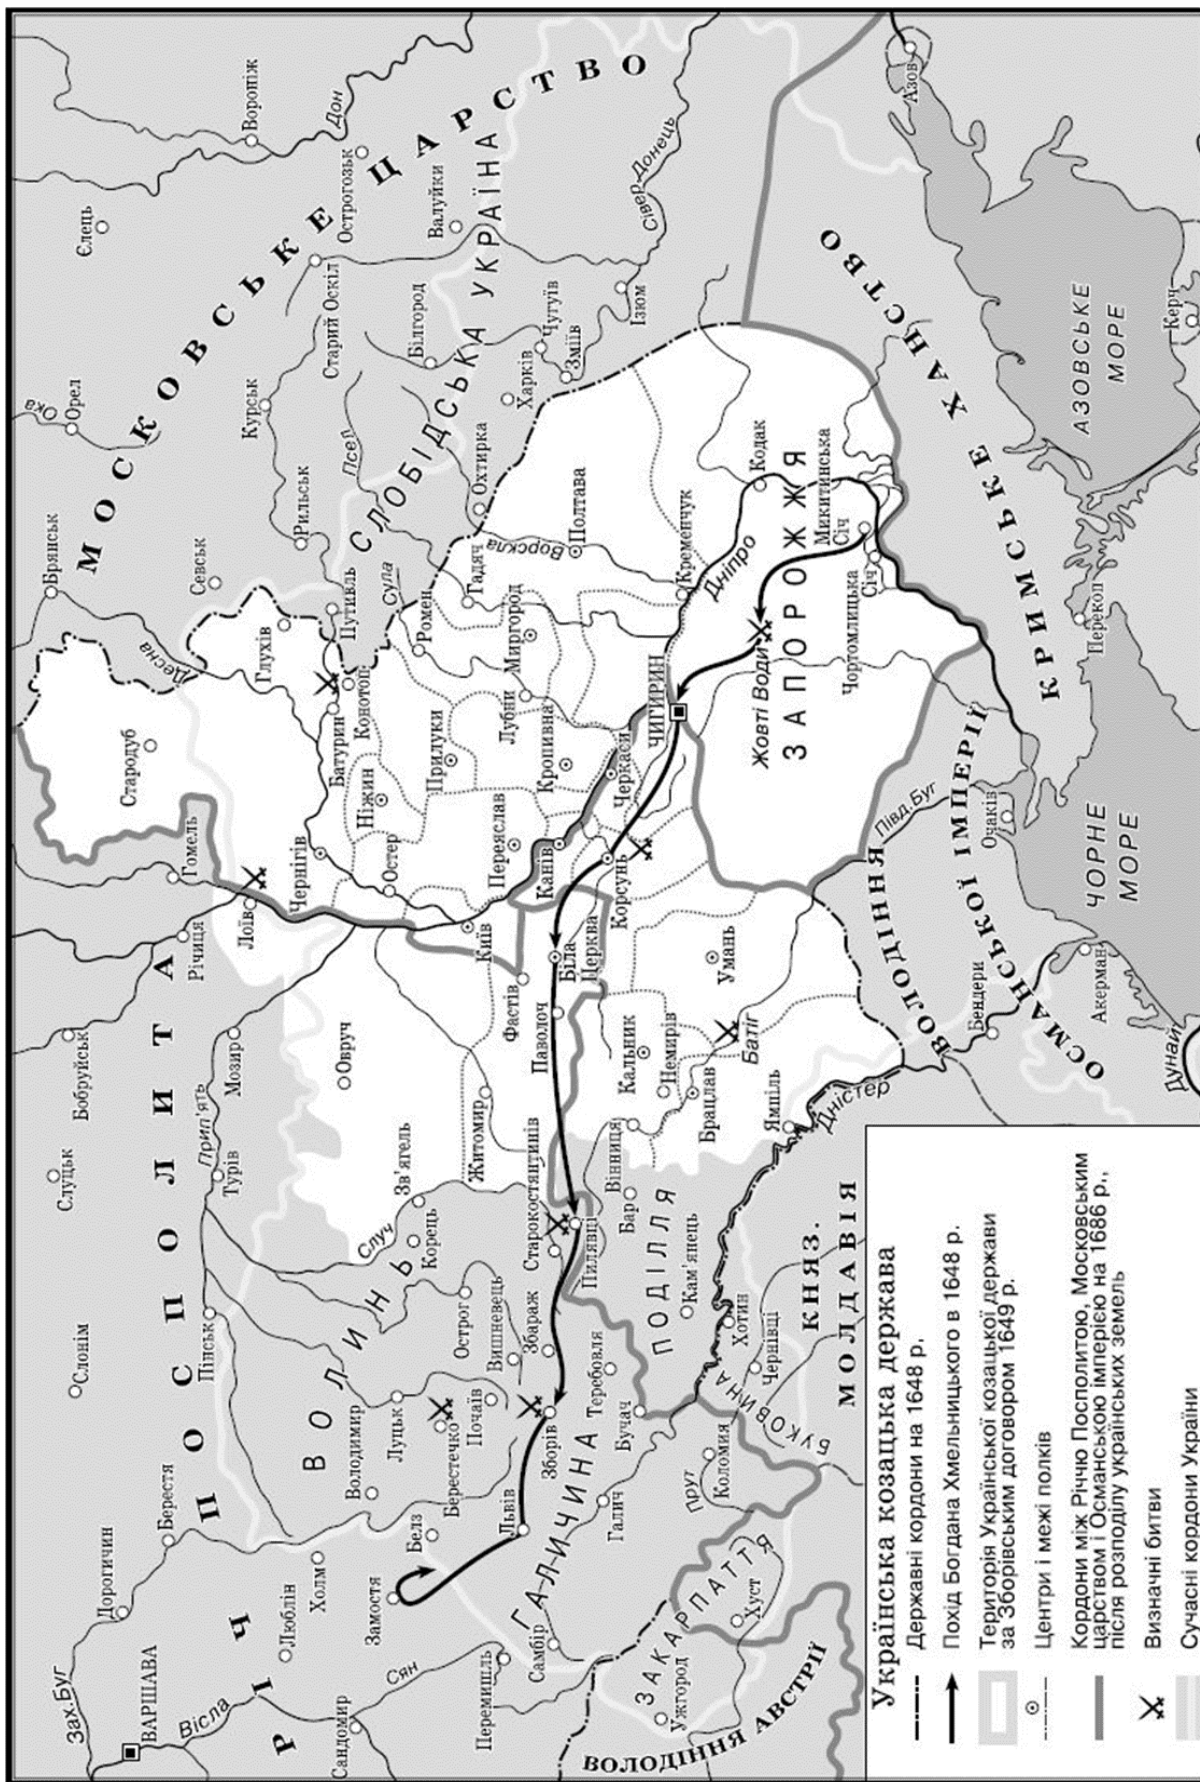 МОСКОВСЬКЕ ЦАРСТВО
РІЧ ПОСПОЛИТА
КРИМСЬКЕ ХАНСТВО
ВОЛОДІННЯ
ОСМАНСЬКОЇ ІМПЕРІЇ
КНЯЗ.
МОЛДАВІЯ
ВОЛОДІННЯ АВСТРІЇ
СЛОБІДСЬКА УКРАЇНА
ЗАПОРОЖЖЯ
ВОЛИНЬ
ПОДІЛЛЯ
ГАЛИЧИНА
БУКОВИНА
ЗАКАРПАТТЯ
АЗОВСЬКЕ
МОРЕ
ЧОРНЕ
МОРЕ
Зах.Буг
ВАРШАВА
Вісла
Сандомир
Сян
Люблін
Холм
Дорогичин
Берестя
Замостя
Белз
Перемишль
Самбір
Ужгород
Хуст
Львів
Володимир
Луцьк
Берестечко
Почаїв
Вишневець
Острог
Збараж
Зборів
Теребовля
Бучач
Галич
Прут
Коломия
Чернівці
Хотин
Кам'янець
Слонім
Слуцьк
Бобруйськ
Пінськ
Турів
Прип'ять
Мозир
Річиця
Гомель
Лоїв
Овруч
Случ
Зв'ягель
Корець
Житомир
Старокостянтинів
Пилявці
Бар
Вінниця
Кальник
Немирів
Брацлав
Батіг
Ямпіль
Дністер
Умань
Паволоч
Фастів
Біла
Церква
Київ
Корсунь
Канів
Черкаси
ЧИГИРИН
Переяслав
Остер
Чернігів
Ніжин
Прилуки
Кропивна
Лубни
Миргород
Ромен
Гадяч
Полтава
Ворскла
Кременчук
Дніпро
Кодак
Микитинська
Січ
Чортомлицька
Січ
Жовті Води
Стародуб
Десна
Глухів
Батурин
Конотоп
Путивль
Сула
Севськ
Рильськ
Псел
Охтирка
Харків
Зміїв
Чугуїв
Ізюм
Білгород
Курськ
Старий Оскіл
Острогозьк
Валуйки
Сівер.Донець
Дон
Вороніж
Єлець
Орел
Ока
Брянськ
Азов
Керч
Перекоп
Очаків
Півд.Буг
Бендери
Акерман
Дунай
Українська козацька держава
Державні кордони на 1648 р.
Похід Богдана Хмельницького в 1648 р.
Територія Української козацької держави
за Зборівським договором 1649 р.
Центри і межі полків
Кордони між Річчю Посполитою, Московським
царством і Османською імперією на 1686 р.,
після розподілу українських земель
Визначні битви
Сучасні кордони України